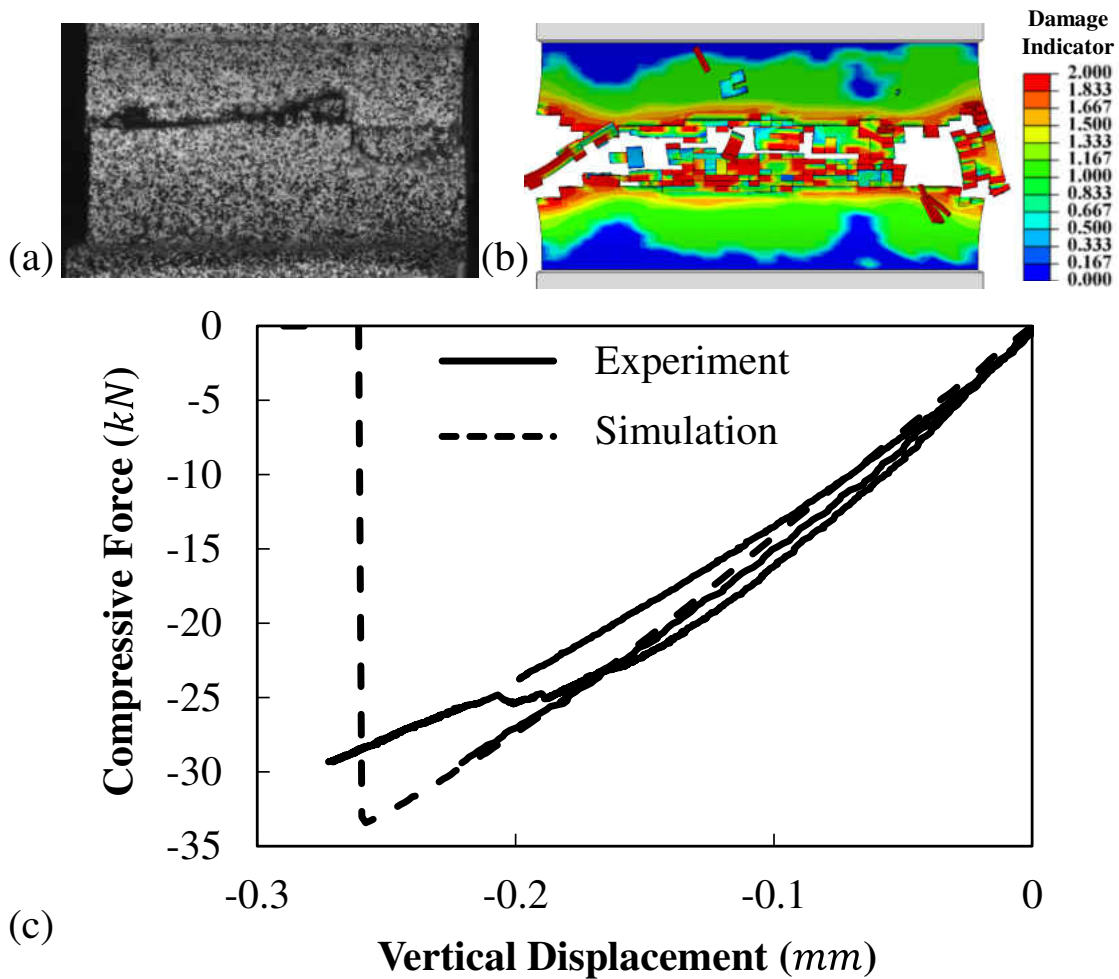 (a)
(b)
Damage
Indicator
2.000
1.833
1.667
1.500
1.333
1.167
1.000
0.833
0.667
0.500
0.333
0.167
0.000
0
-5
-10
-15
-20
-25
-30
-35
Compressive Force (kN)
Experiment
Simulation
-0.3
-0.2
-0.1
0
(c)
Vertical Displacement (mm)